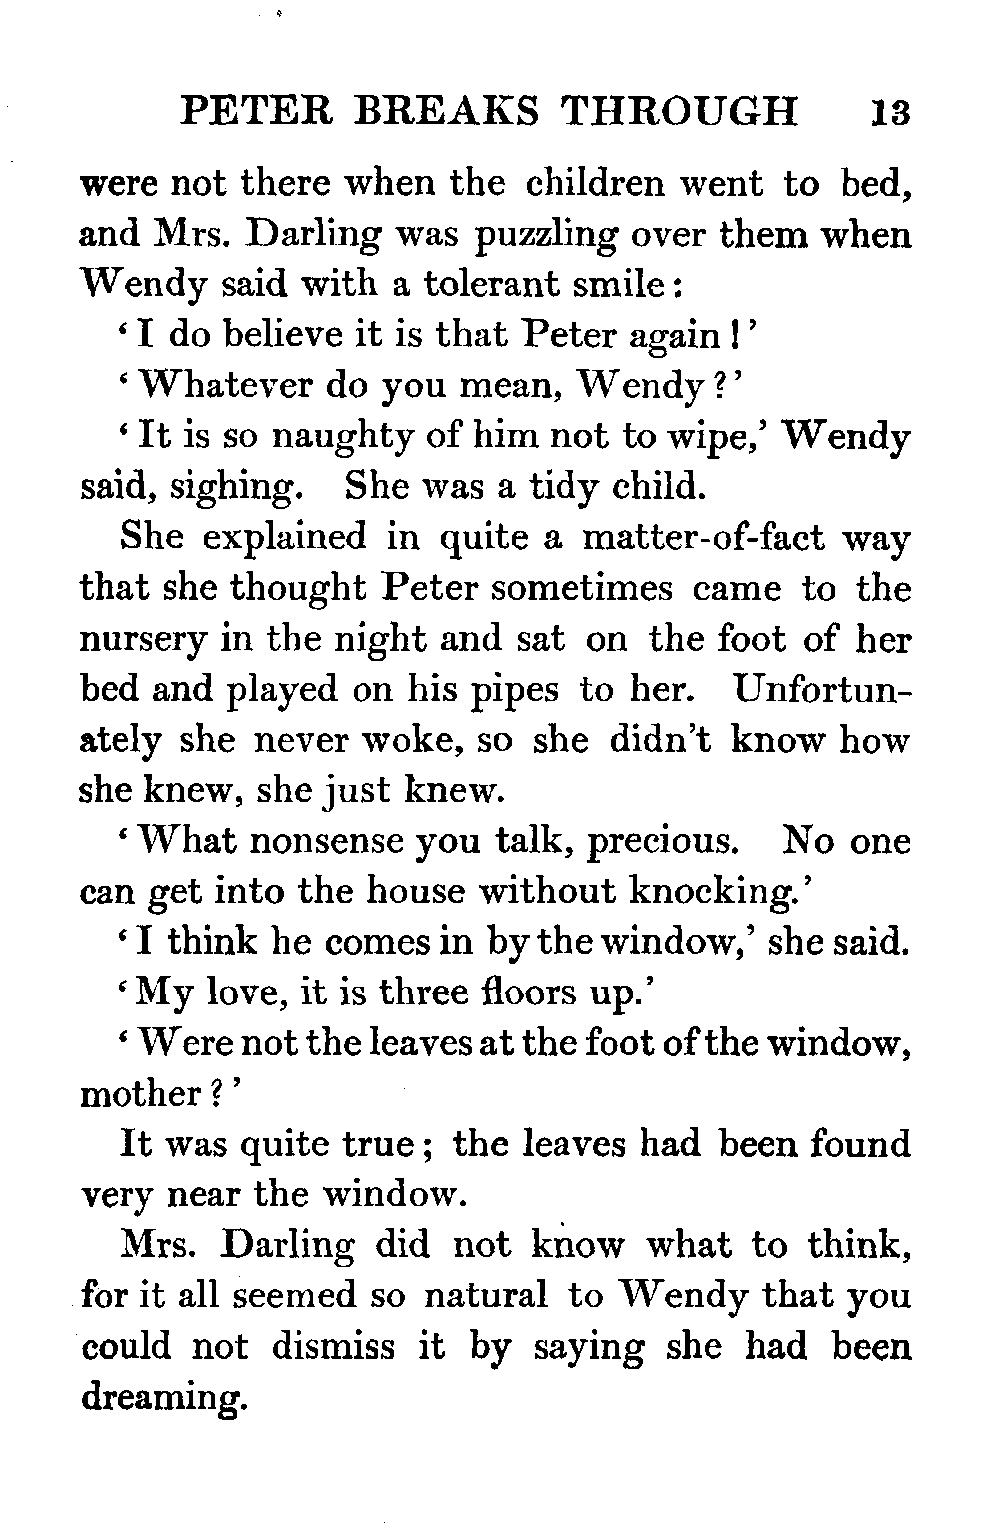 PETER BREAKS THROUGH 13
were not there when the children went to bed,
and Mrs. Darling was puzzling over them when
Wendy said with a tolerant smile:
‘I do believe it is that Peter again!’
‘Whatever do you mean, Wendy?’
‘It is so naughty of him not to wipe,’ Wendy
said, sighing. She was a tidy child.
She explained in quite a matter-of-fact way
that she thought Peter sometimes came to the
nursery in the night and sat on the foot of her
bed and played on his pipes to her. Unfortun-
ately she never woke, so she didn’t know how
she knew, she just knew.
‘What nonsense you talk, precious. No one
can get into the house without knocking.’
‘I think he comes in by the window,’ she said.
‘My love, it is three floors up.’
‘Were not the leaves at the foot of the window,
mother?’
It was quite true; the leaves had been found
very near the window.
Mrs. Darling did not know what to think,
for it all seemed so natural to Wendy that you
could not dismiss it by saying she had been
dreaming.